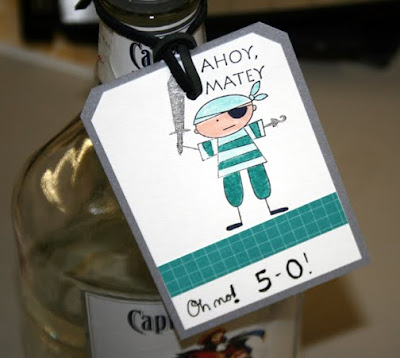 Capt
AHOY,
MATEY
Oh no! 5-0!
Capt